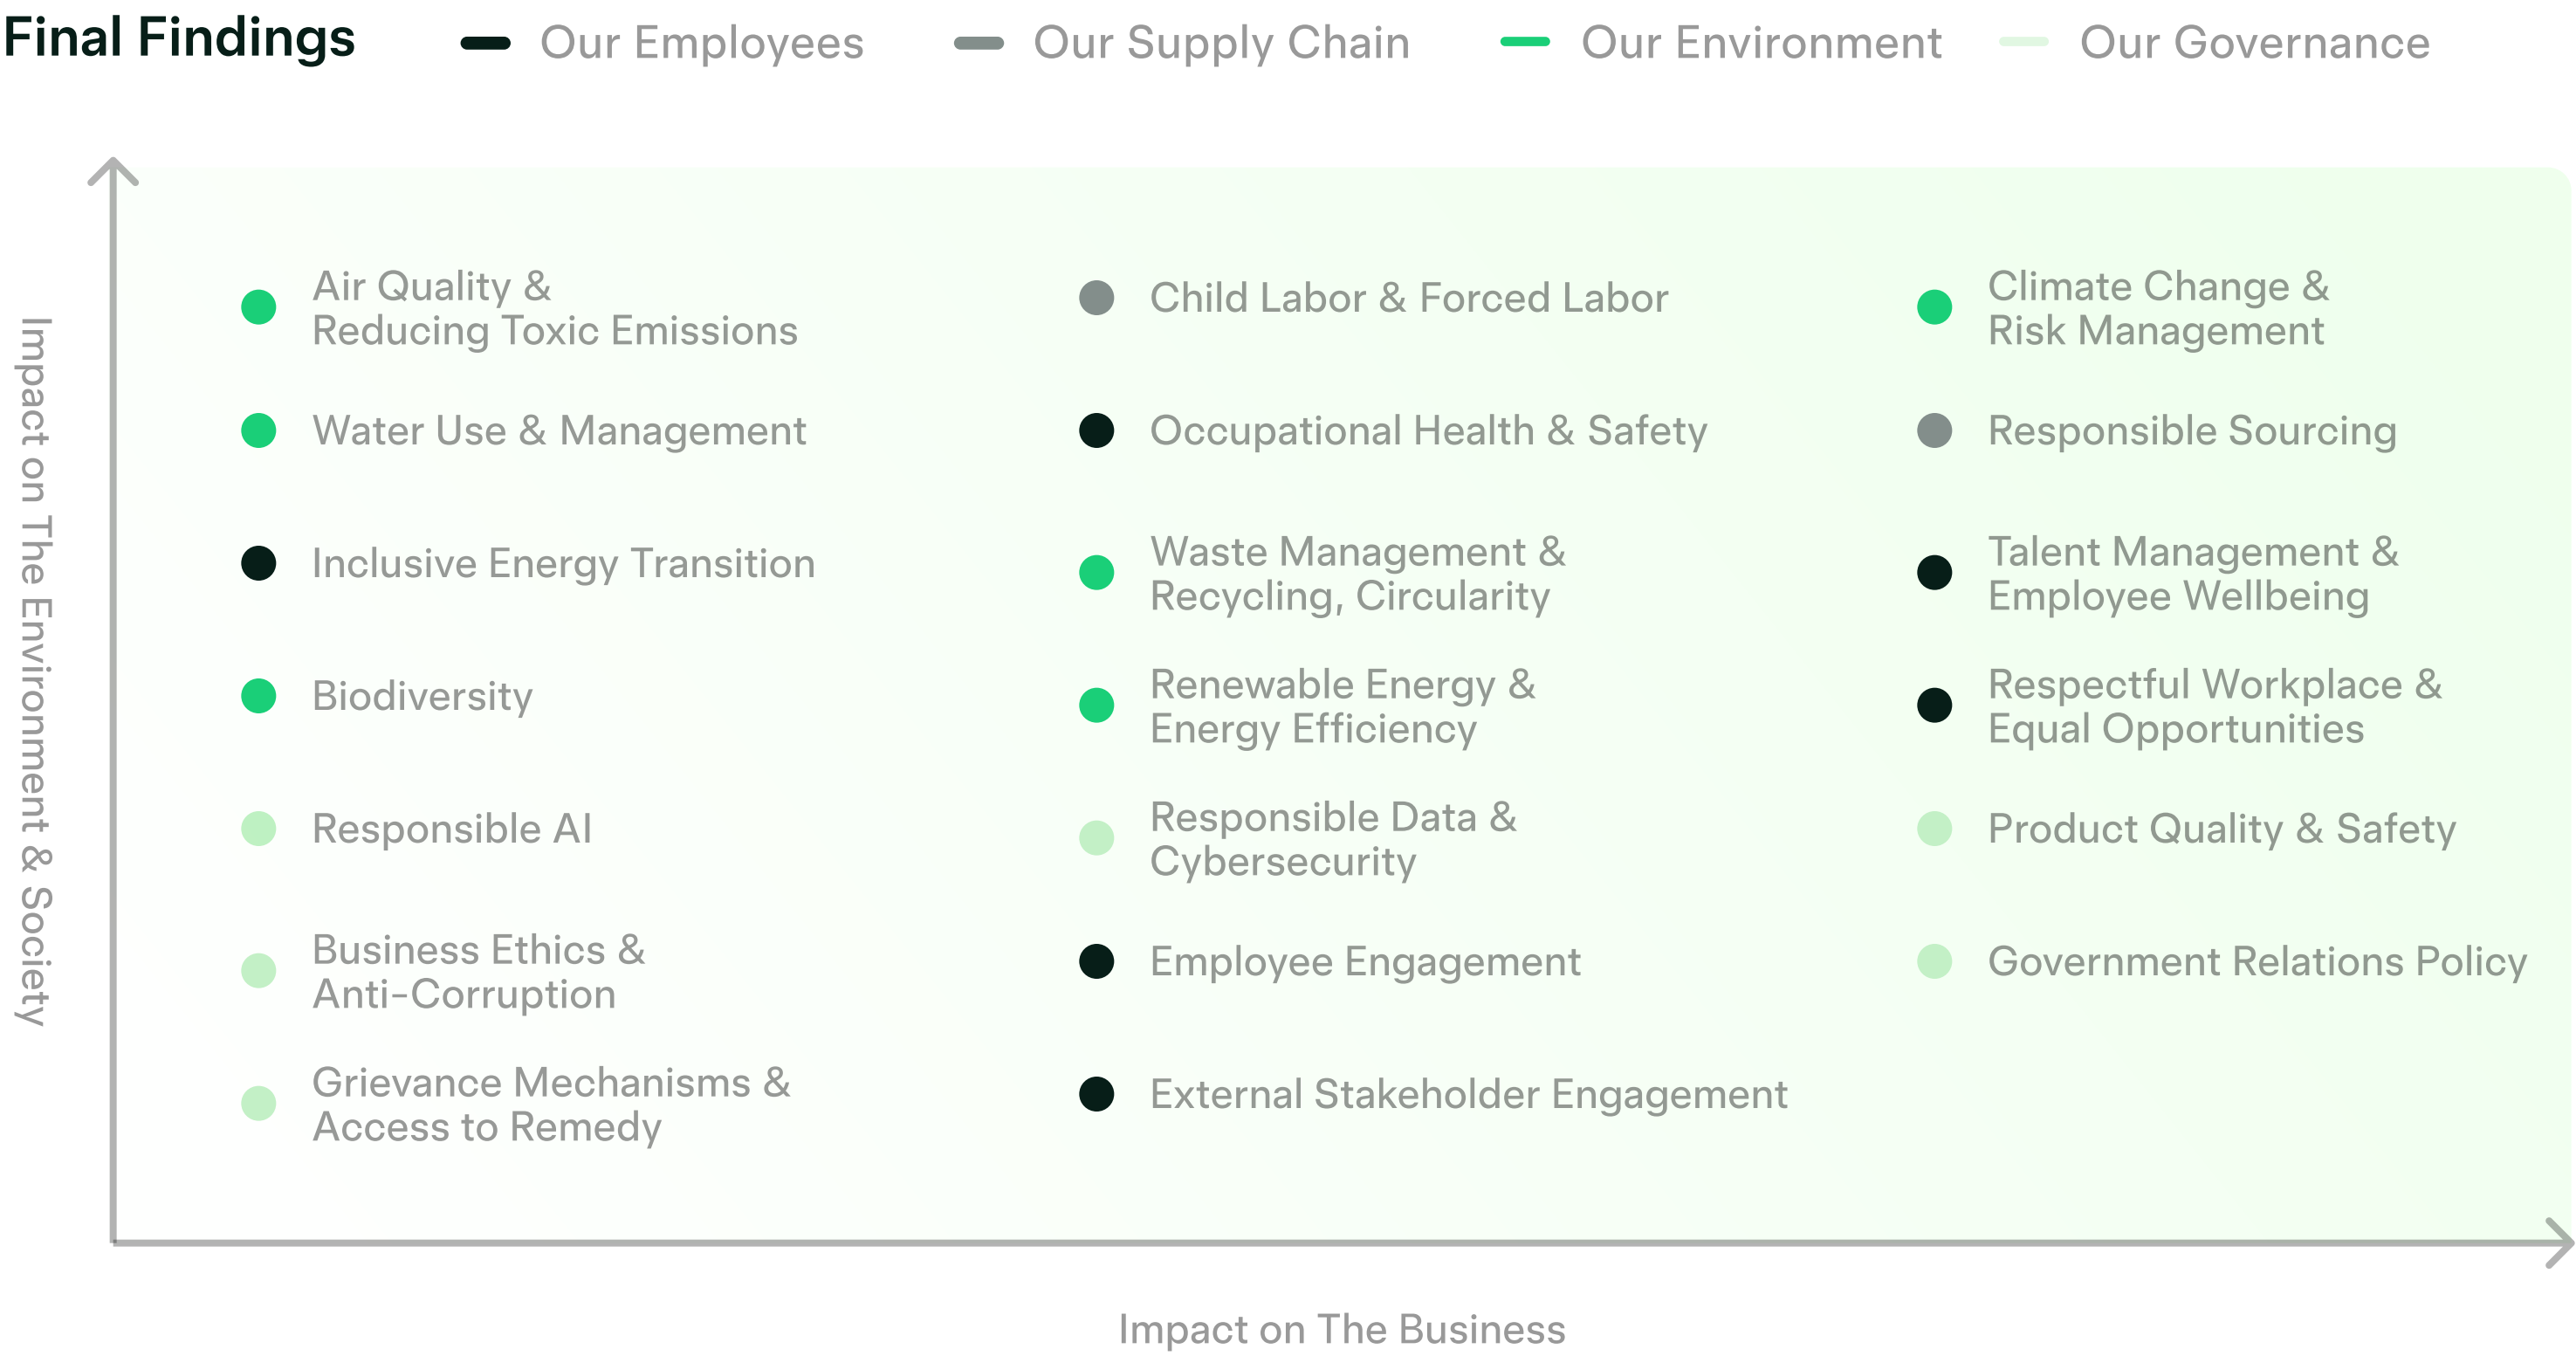 Final Findings
Our Employees
Our Supply Chain
Our Environment
Our Governance
Impact on The Environment & Society
Air Quality &
Reducing Toxic Emissions
Water Use & Management
Inclusive Energy Transition
Biodiversity
Responsible AI
Business Ethics &
Anti-Corruption
Grievance Mechanisms &
Access to Remedy
Child Labor & Forced Labor
Occupational Health & Safety
Waste Management &
Recycling, Circularity
Renewable Energy &
Energy Efficiency
Responsible Data &
Cybersecurity
Employee Engagement
External Stakeholder Engagement
Climate Change &
Risk Management
Responsible Sourcing
Talent Management &
Employee Wellbeing
Respectful Workplace &
Equal Opportunities
Product Quality & Safety
Government Relations Policy
Impact on The Business